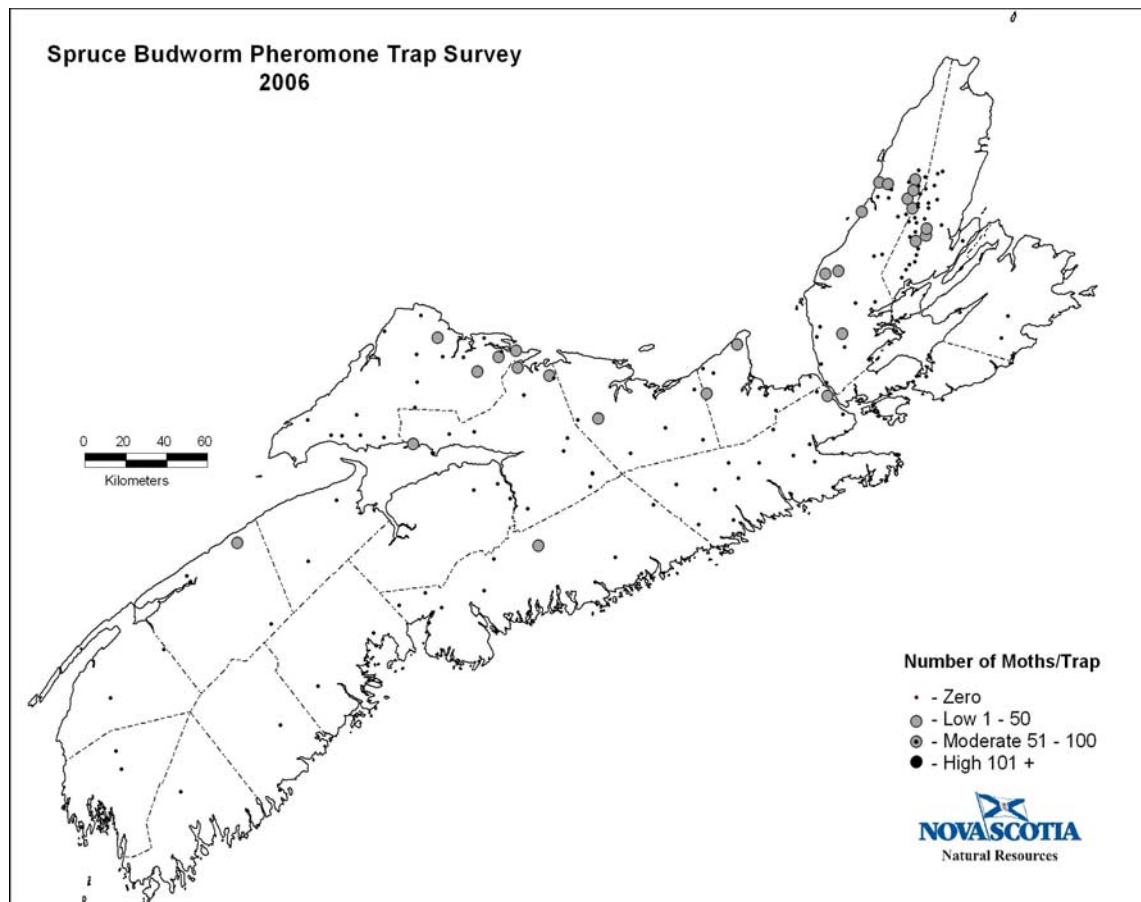 Spruce Budworm Pheromone Trap Survey
2006
0 20 40 60
Kilometers
Number of Moths/Trap
- Zero
- Low 1 - 50
- Moderate 51 - 100
- High 101 +
NOVA SCOTIA
Natural Resources